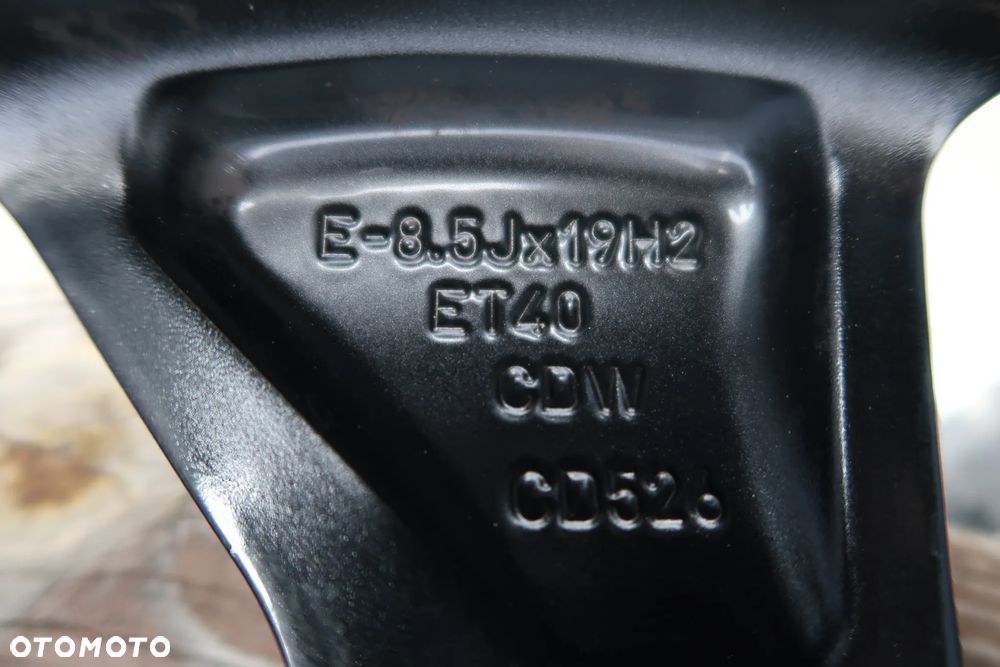 E-8.5Jx19H2
ET40
CDW
CD526
OTOMOTO